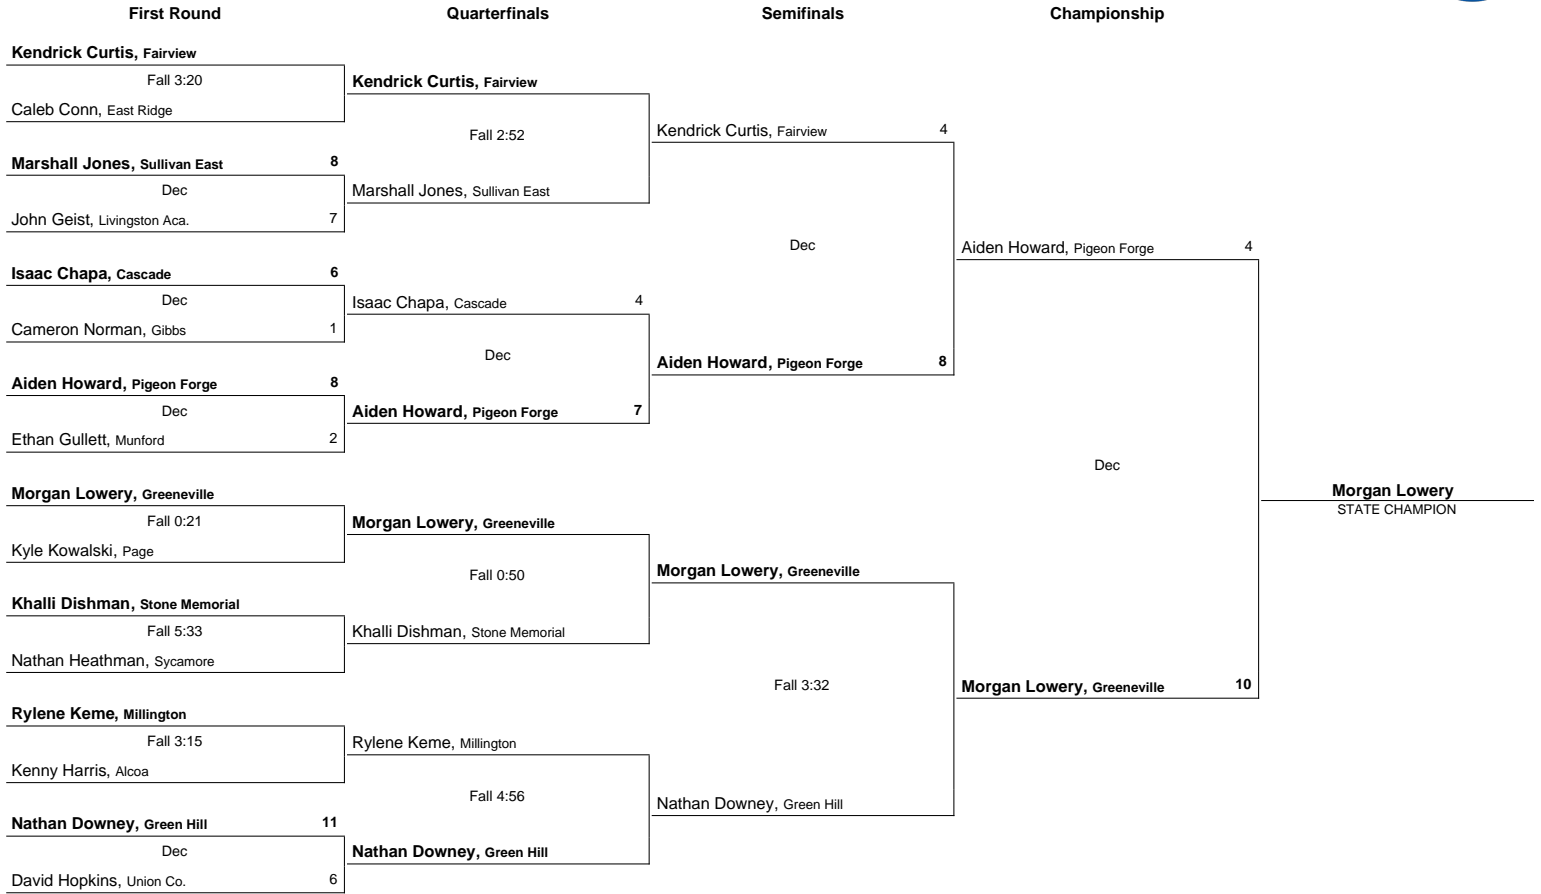 First Round Quarterfinals Semifinals Championship
Kendrick Curtis, Fairview
Fall 3:20
Caleb Conn, East Ridge
Marshall Jones, Sullivan East 8
Dec
John Geist, Livingston Aca. 7
Isaac Chapa, Cascade 6
Dec
Cameron Norman, Gibbs 1
Aiden Howard, Pigeon Forge 8
Dec
Ethan Gullett, Munford 2
Morgan Lowery, Greeneville
Fall 0:21
Kyle Kowalski, Page
Khalli Dishman, Stone Memorial
Fall 5:33
Nathan Heathman, Sycamore
Rylene Keme, Millington
Fall 3:15
Kenny Harris, Alcoa
Nathan Downey, Green Hill 11
Dec
David Hopkins, Union Co. 6
Kendrick Curtis, Fairview
Fall 2:52
Marshall Jones, Sullivan East
Isaac Chapa, Cascade 4
Dec
Aiden Howard, Pigeon Forge 7
Morgan Lowery, Greeneville
Fall 0:50
Khalli Dishman, Stone Memorial
Rylene Keme, Millington
Fall 4:56
Nathan Downey, Green Hill
Kendrick Curtis, Fairview 4
Dec
Aiden Howard, Pigeon Forge 8
Morgan Lowery, Greeneville
Fall 3:32
Nathan Downey, Green Hill
Aiden Howard, Pigeon Forge 4
Dec
Morgan Lowery, Greeneville 10
Morgan Lowery
STATE CHAMPION